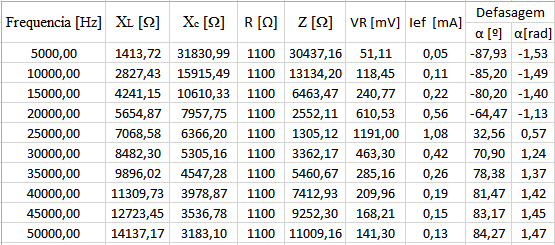 Frequencia [Hz] XL [Ω] Xc [Ω] R [Ω] Z [Ω] VR [mV] Ief [mA] Defasagem
α [º] α[rad]
5000,00 1413,72 31830,99 1100 30437,16 51,11 0,05 -87,93 -1,53
10000,00 2827,43 15915,49 1100 13134,20 118,45 0,11 -85,20 -1,49
15000,00 4241,15 10610,33 1100 6463,47 240,77 0,22 -80,20 -1,40
20000,00 5654,87 7957,75 1100 2552,11 610,53 0,56 -64,47 -1,13
25000,00 7068,58 6366,20 1100 1305,12 1191,00 1,08 32,56 0,57
30000,00 8482,30 5305,16 1100 3362,17 463,30 0,42 70,90 1,24
35000,00 9896,02 4547,28 1100 5460,67 285,16 0,26 78,38 1,37
40000,00 11309,73 3978,87 1100 7412,93 209,96 0,19 81,47 1,42
45000,00 12723,45 3536,78 1100 9252,30 168,21 0,15 83,17 1,45
50000,00 14137,17 3183,10 1100 11009,16 141,30 0,13 84,27 1,47